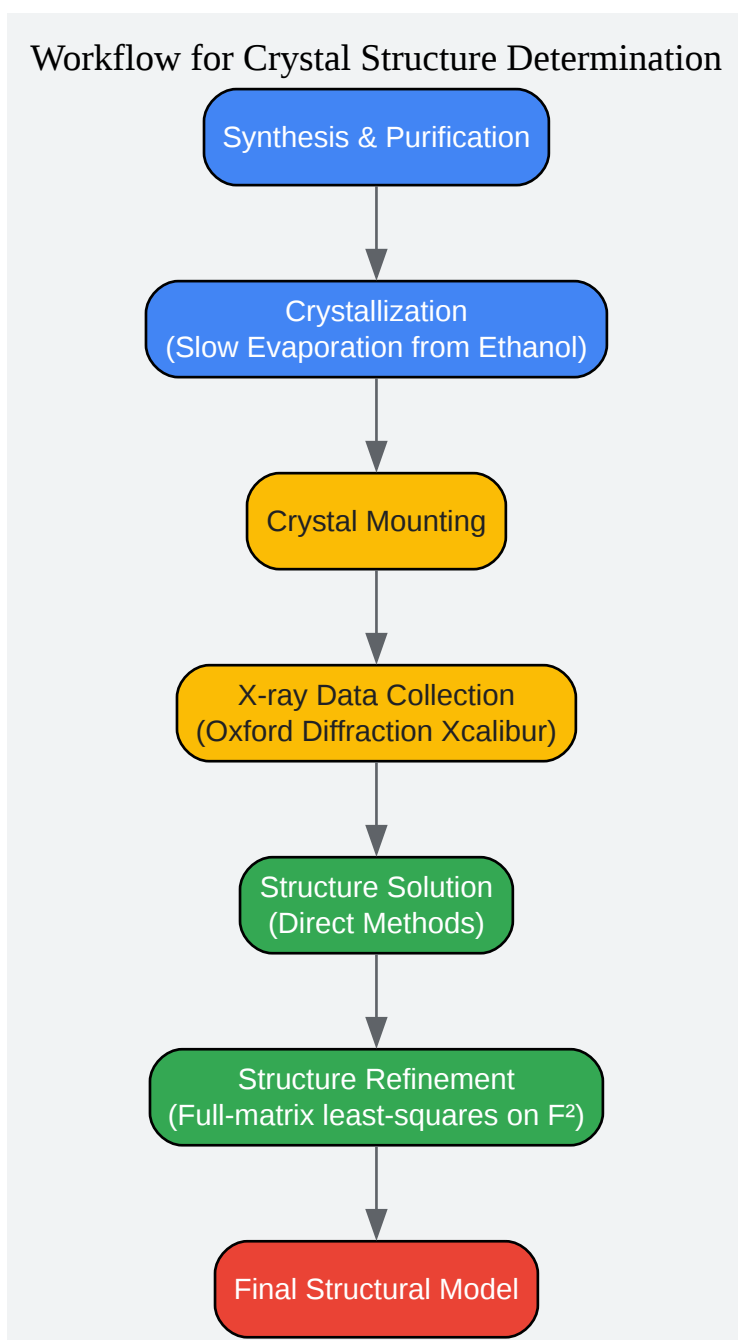 Workflow for Crystal Structure Determination
Synthesis & Purification
Crystallization
(Slow Evaporation from Ethanol)
Crystal Mounting
X-ray Data Collection
(Oxford Diffraction Xcalibur)
Structure Solution
(Direct Methods)
Structure Refinement
(Full-matrix least-squares on F²)
Final Structural Model